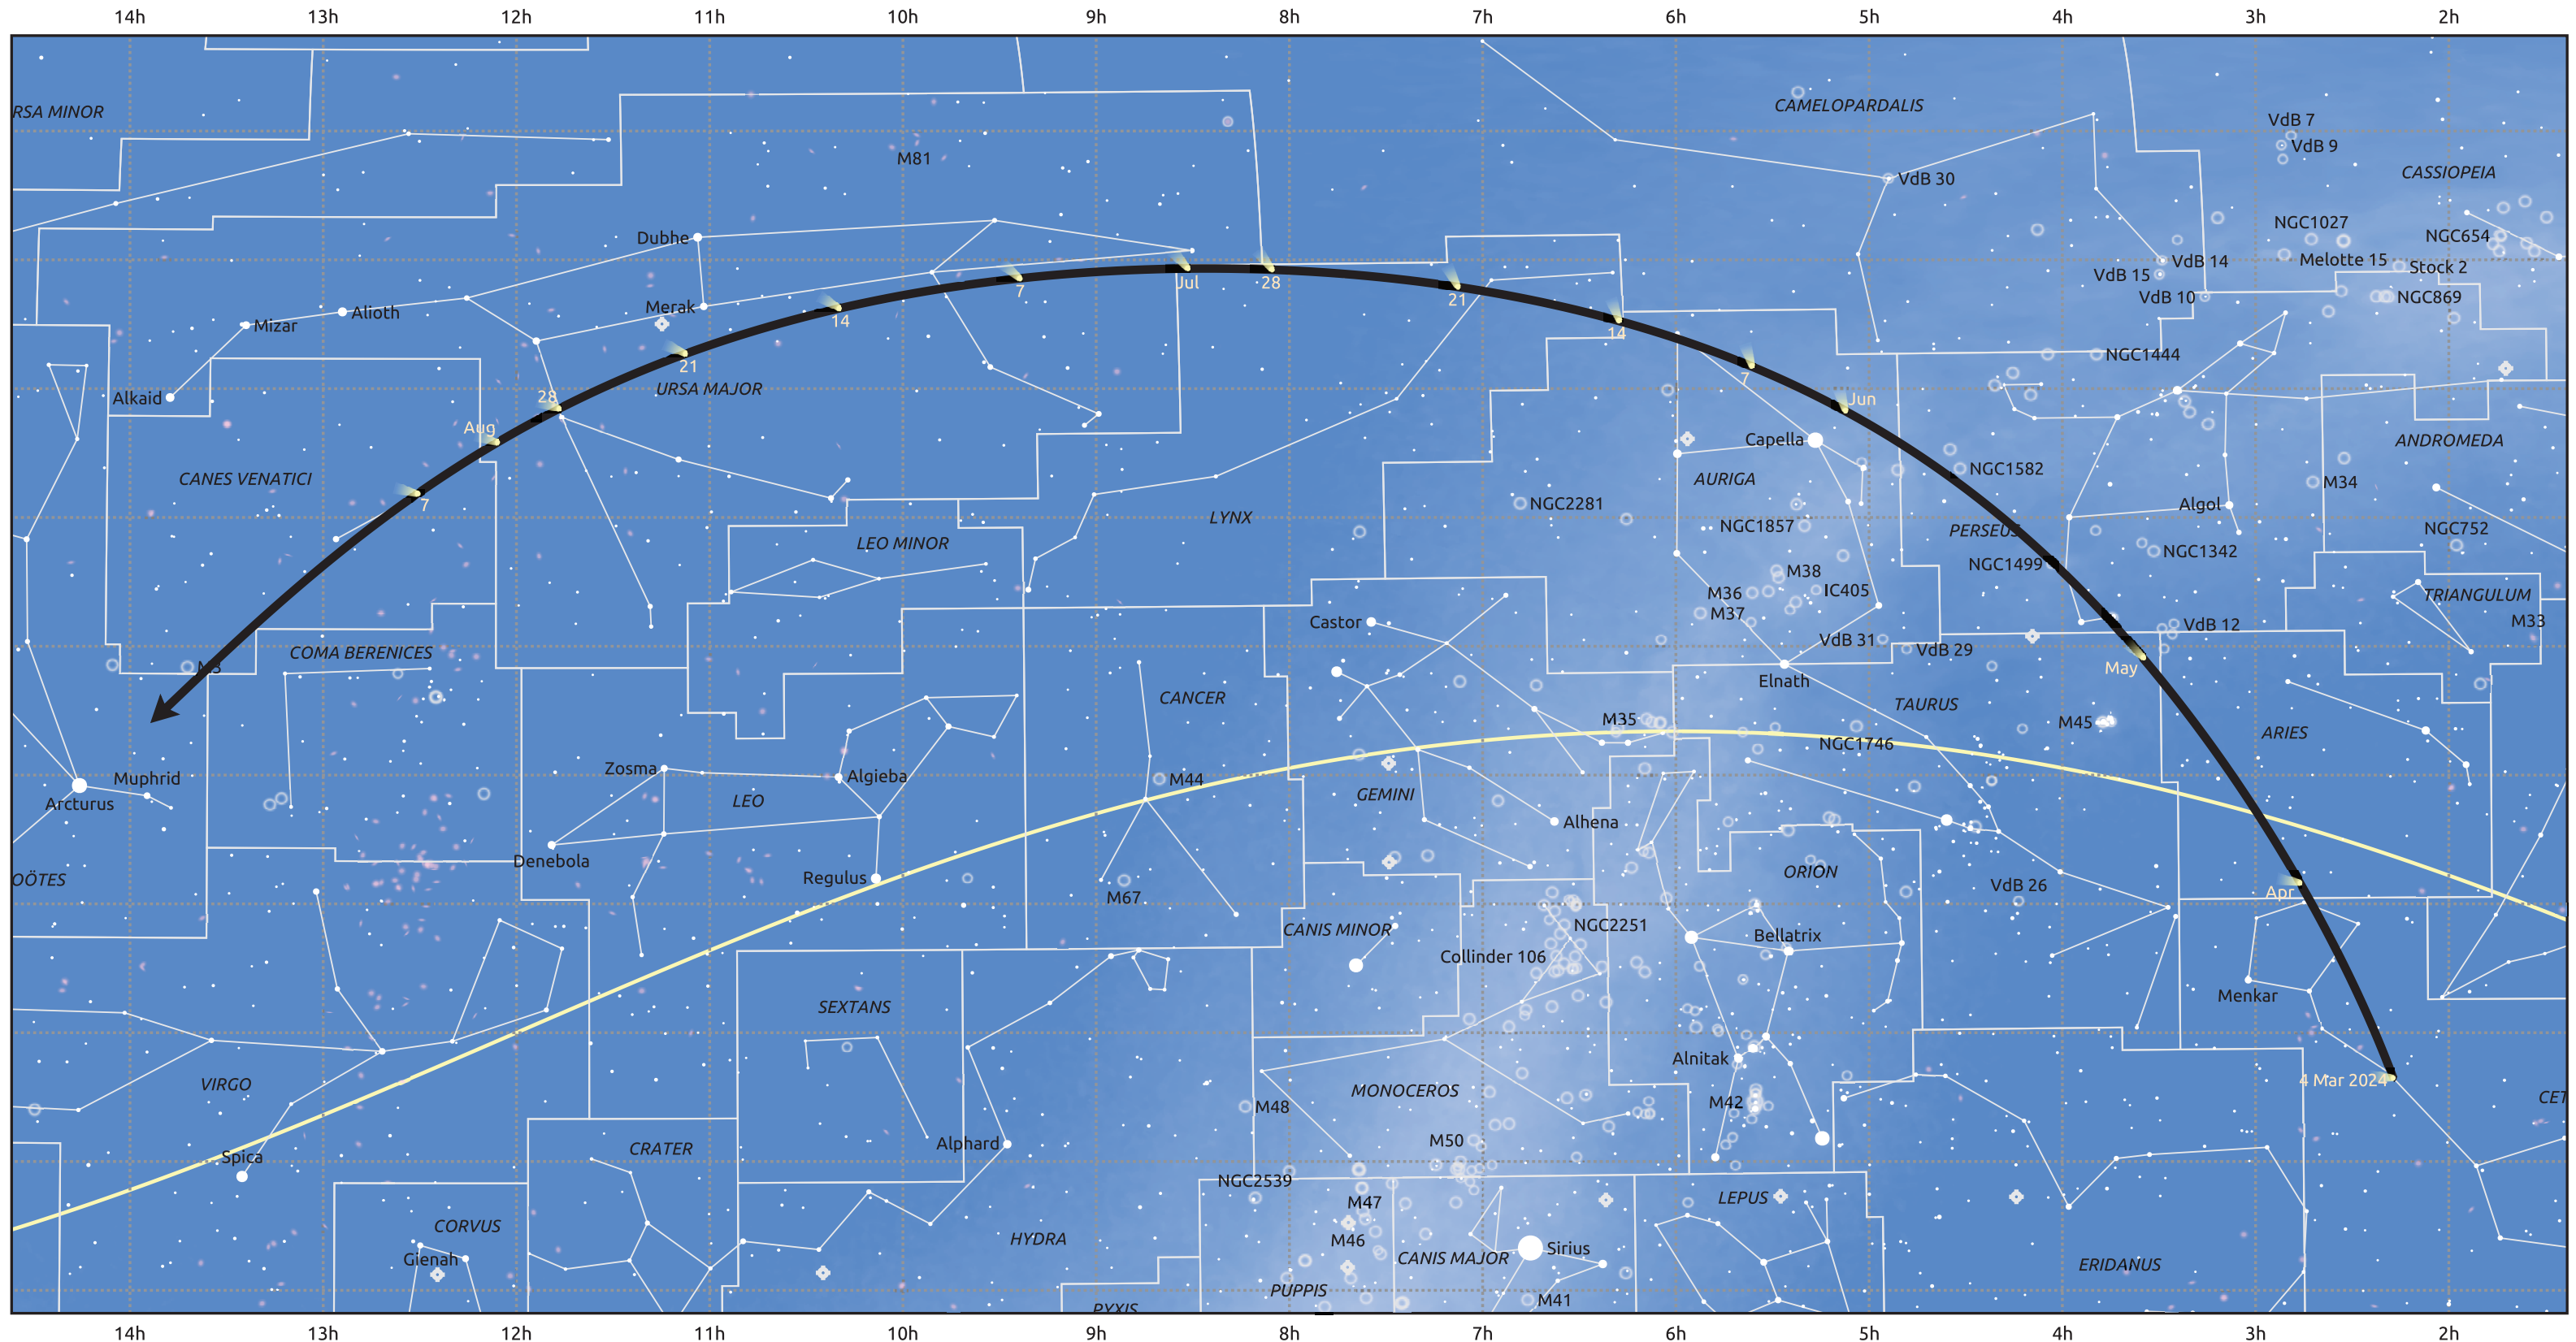 14h 13h 12h 11h 10h 9h 8h 7h 6h 5h 4h 3h 2h
CAMELOPARDALIS
RSA MINOR
VdB 7
VdB 9
M81
CASSIOPEIA
VdB 30
NGC1027
NGC654
Dubhe
Melotte 15
VdB 14
Stock 2
VdB 15
Jul
28
7
21
VdB 10
NGC869
Merak
Alioth
14
14
Mizar
NGC1444
21
7
URSA MAJOR
28
Alkaid
Jun
Aug
Capella
ANDROMEDA
NGC1582
CANES VENATICI
AURIGA
M34
7
NGC2281
Algol
LYNX
NGC1857
NGC752
PERSEUS
LEO MINOR
NGC1342
NGC1499
M38
IC405
M36
TRIANGULUM
M37
Castor
M33
VdB 12
VdB 31
VdB 29
COMA BERENICES
M3
May
Elnath
CANCER
TAURUS
M35
M45
ARIES
NGC1746
Zosma
Algieba
M44
Muphrid
GEMINI
LEO
Arcturus
Alhena
Denebola
ORION
Regulus
OÖTES
VdB 26
Apr
M67
NGC2251
CANIS MINOR
Bellatrix
Collinder 106
Menkar
SEXTANS
Alnitak
4 Mar 2024
VIRGO
MONOCEROS
CET
M42
M48
M50
Alphard
CRATER
Spica
NGC2539
LEPUS
M47
CORVUS
HYDRA
M46
Sirius
Gienah
CANIS MAJOR
ERIDANUS
PUPPIS
M41
PYXIS
14h 13h 12h 11h 10h 9h 8h 7h 6h 5h 4h 3h 2h